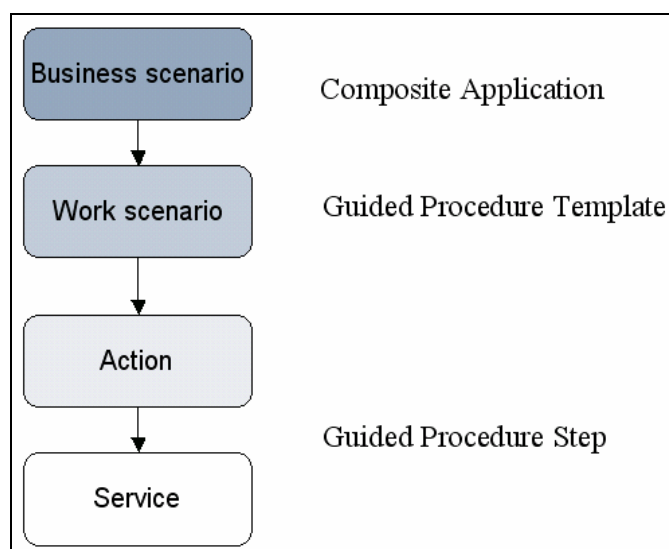 Business scenario
Composite Application
Work scenario
Guided Procedure Template
Action
Guided Procedure Step
Service